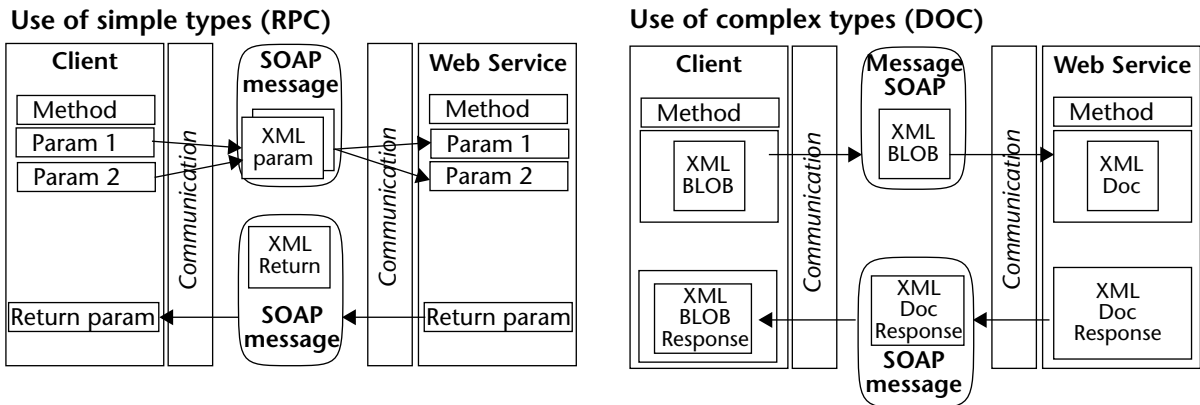 Use of simple types (RPC)
Client
Communication
SOAP
message
Communication
Web Service
Method
Param 1
Param 2
XML
param
Method
Param 1
Param 2
XML
Return
Return param
SOAP
message
Return param
Use of complex types (DOC)
Client
Communication
Message
SOAP
Communication
Web Service
Method
XML
BLOB
XML
BLOB
Method
XML
Doc
XML
BLOB
Response
XML
Doc
Response
SOAP
message
XML
Doc
Response